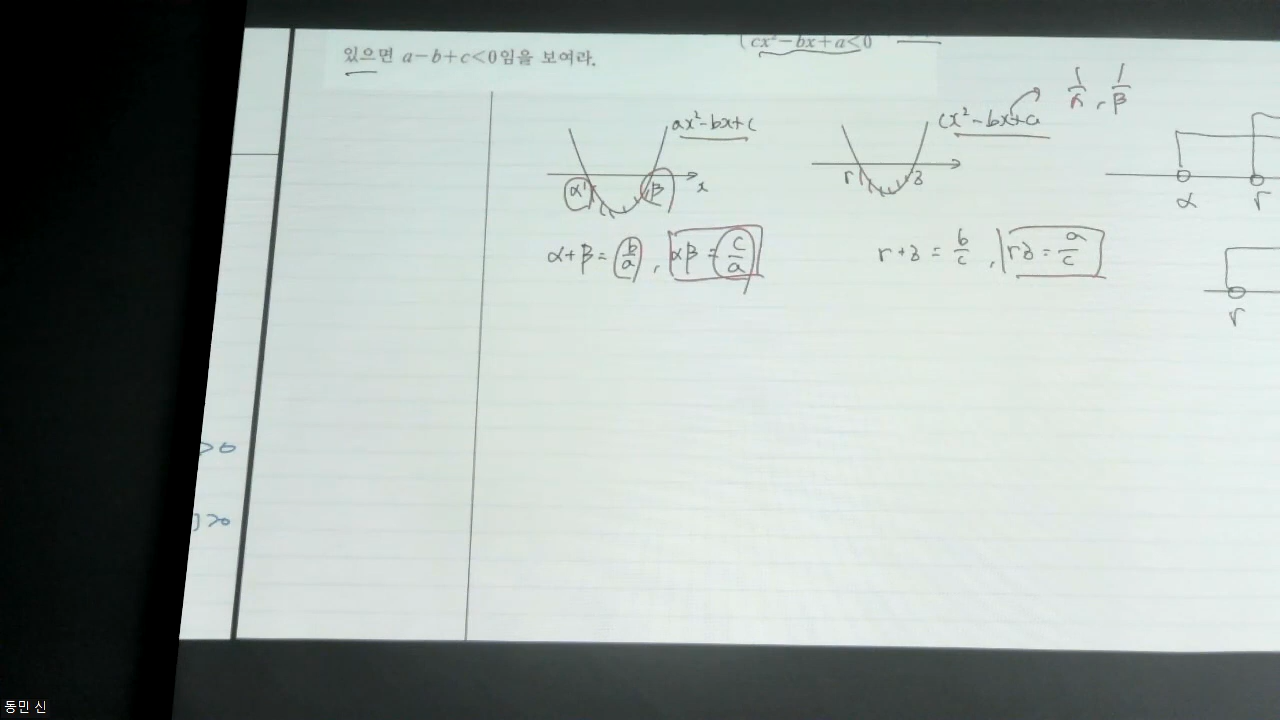 cx²-bx+a<0
있으면 a-b+c<0임을 보여라.
ax²-bx+c
cx²-bx+a
1/α, 1/β
α β x
r δ
α r
α+β = b/a, αβ = c/a
r+δ = b/c, rδ = a/c
r
>0
)>0
동민 신